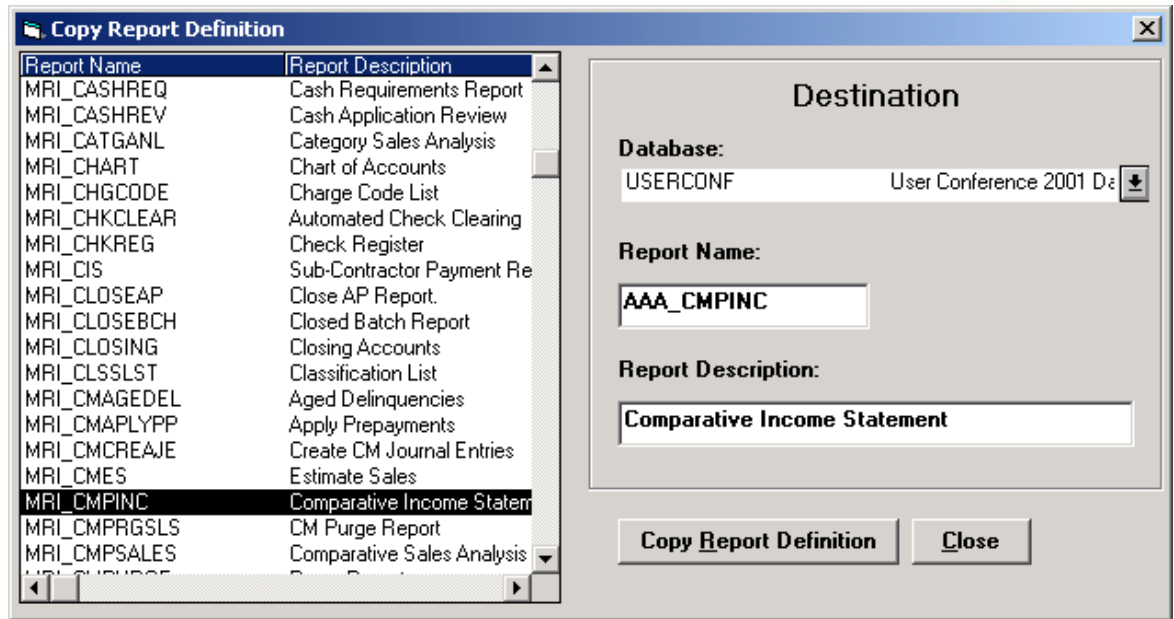 Copy Report Definition
Report Name Report Description
MRI_CASHREQ Cash Requirements Report
MRI_CASHREV Cash Application Review
MRI_CATGANL Category Sales Analysis
MRI_CHART Chart of Accounts
MRI_CHGCODE Charge Code List
MRI_CHKCLEAR Automated Check Clearing
MRI_CHKREG Check Register
MRI_CIS Sub-Contractor Payment Re
MRI_CLOSEAP Close AP Report.
MRI_CLOSEBCH Closed Batch Report
MRI_CLOSING Closing Accounts
MRI_CLSSLST Classification List
MRI_CMAGEDEL Aged Delinquencies
MRI_CMAPLYPP Apply Prepayments
MRI_CMCREAJE Create CM Journal Entries
MRI_CMES Estimate Sales
MRI_CMPINC Comparative Income Statem
MRI_CMPRGSLS CM Purge Report
MRI_CMPSALES Comparative Sales Analysis
Destination
Database:
USERCONF User Conference 2001 Da
Report Name:
AAA_CMPINC
Report Description:
Comparative Income Statement
Copy Report Definition Close